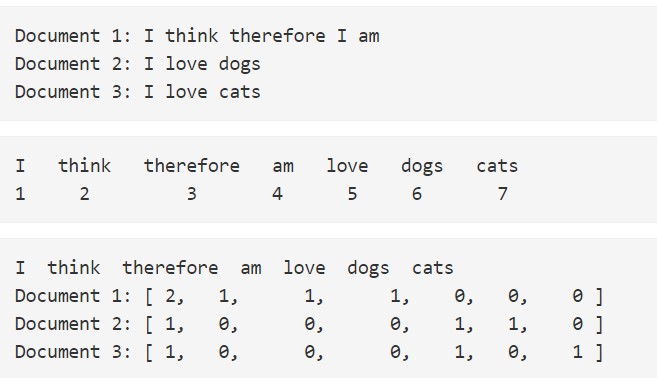 Document 1: I think therefore I am
Document 2: I love dogs
Document 3: I love cats
I think therefore am love dogs cats
1 2 3 4 5 6 7
I think therefore am love dogs cats
Document 1: [ 2, 1, 1, 1, 0, 0, 0 ]
Document 2: [ 1, 0, 0, 0, 1, 1, 0 ]
Document 3: [ 1, 0, 0, 0, 1, 0, 1 ]